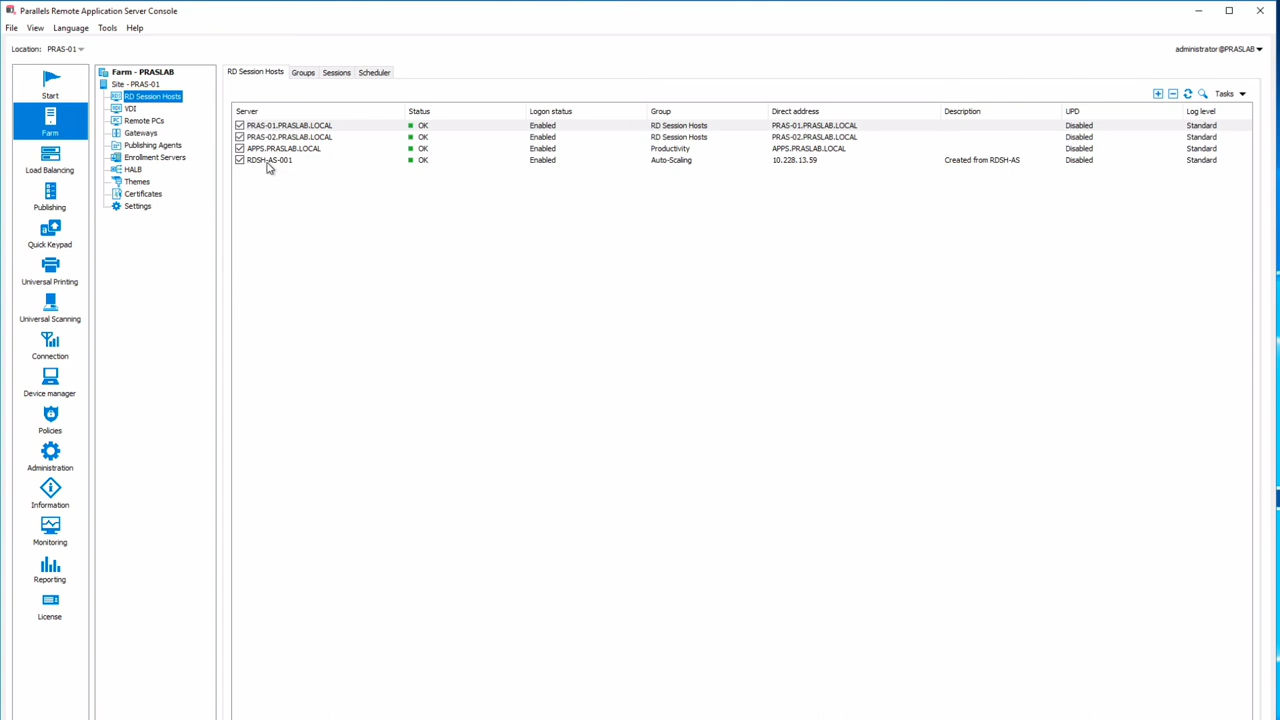 Parallels Remote Application Server Console
File View Language Tools Help
Location: PRAS-01
administrator@PRASLAB
Start
Farm
Load Balancing
Publishing
Quick Keypad
Universal Printing
Universal Scanning
Connection
Device manager
Policies
Administration
Information
Monitoring
Reporting
License
Farm - PRASLAB
Site - PRAS-01
RD Session Hosts
VDI
Remote PCs
Gateways
Publishing Agents
Enrollment Servers
HALB
Themes
Certificates
Settings
RD Session Hosts Groups Sessions Scheduler
Tasks
Server Status Logon status Group Direct address Description UPD Log level
PRAS-01.PRASLAB.LOCAL OK Enabled RD Session Hosts PRAS-01.PRASLAB.LOCAL Disabled Standard
PRAS-02.PRASLAB.LOCAL OK Enabled RD Session Hosts PRAS-02.PRASLAB.LOCAL Disabled Standard
APPS.PRASLAB.LOCAL OK Enabled Productivity APPS.PRASLAB.LOCAL Disabled Standard
RDSH-AS-001 OK Enabled Auto-Scaling 10.228.13.59 Created from RDSH-AS Disabled Standard